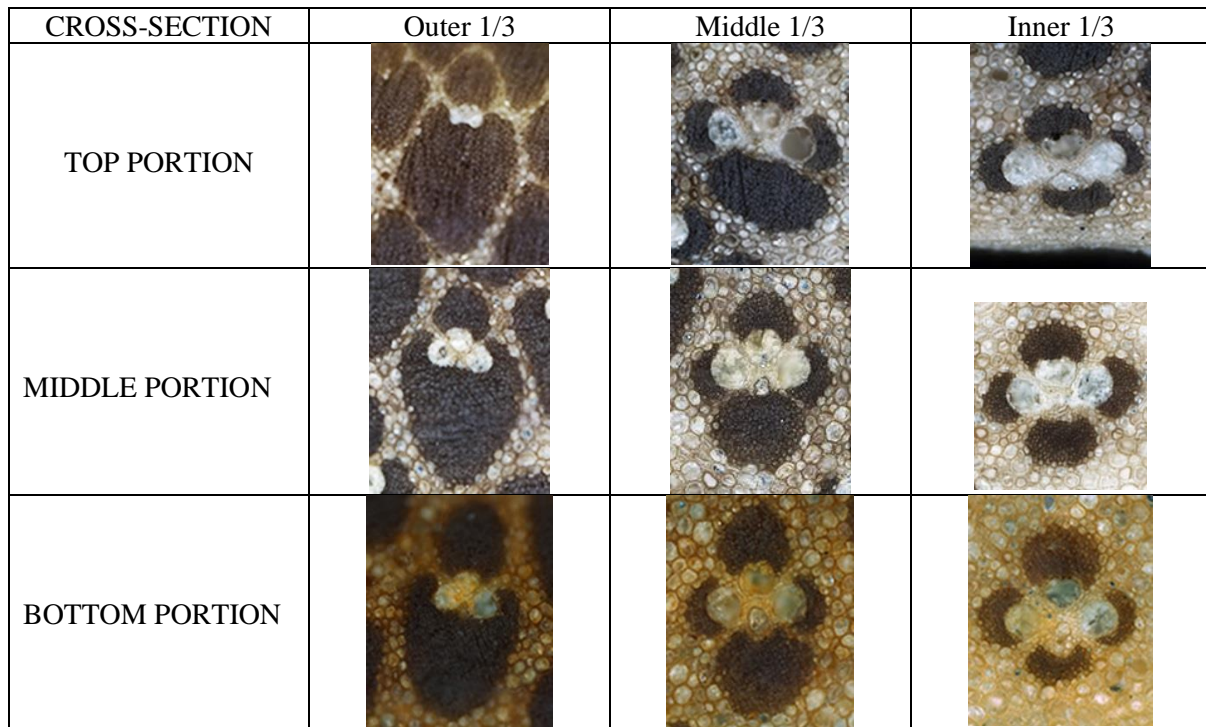 CROSS-SECTION Outer 1/3 Middle 1/3 Inner 1/3
TOP PORTION
MIDDLE PORTION
BOTTOM PORTION